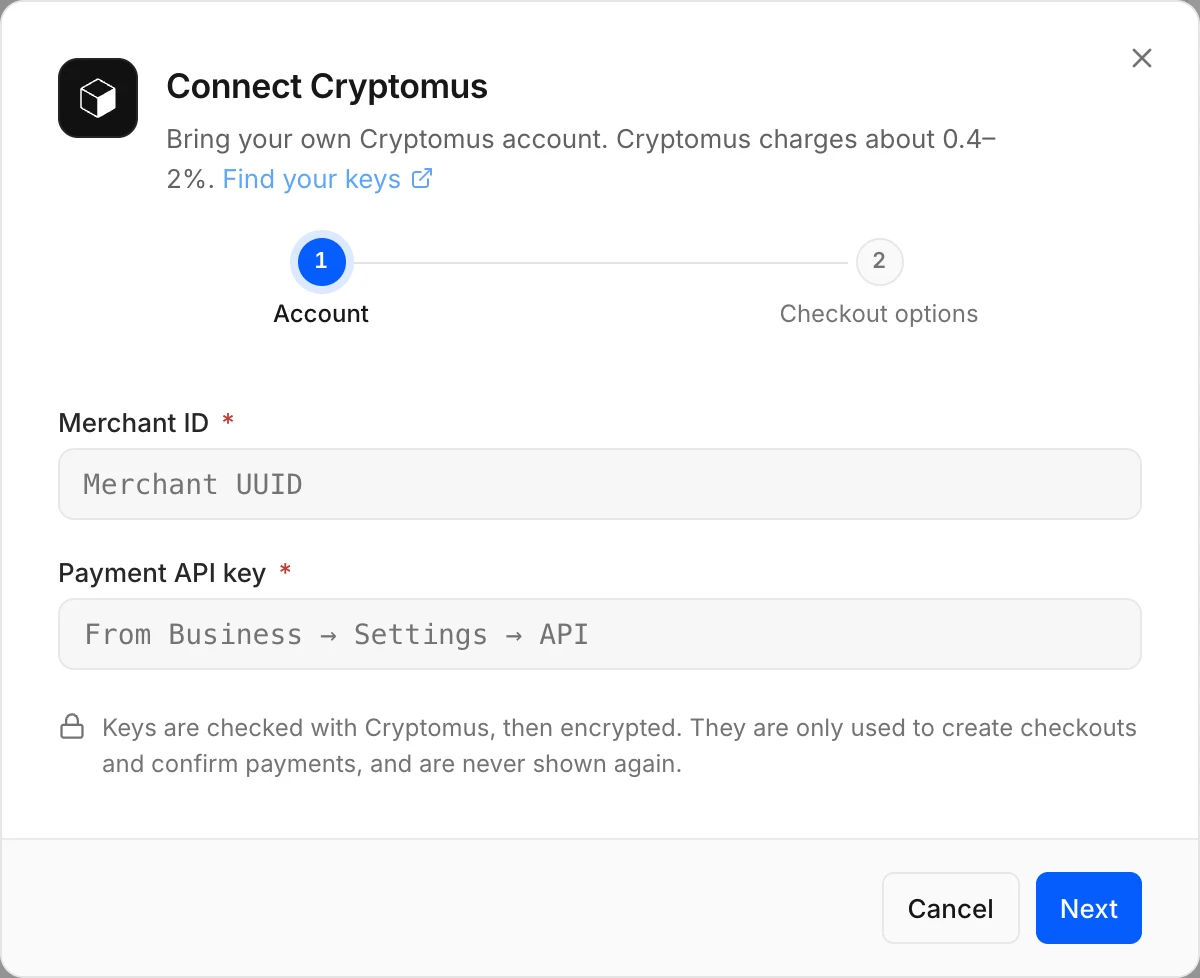 Connect Cryptomus
Bring your own Cryptomus account. Cryptomus charges about 0.4–
2%. Find your keys
1
2
Account
Checkout options
Merchant ID *
Merchant UUID
Payment API key *
From Business → Settings → API
Keys are checked with Cryptomus, then encrypted. They are only used to create checkouts
and confirm payments, and are never shown again.
Cancel
Next